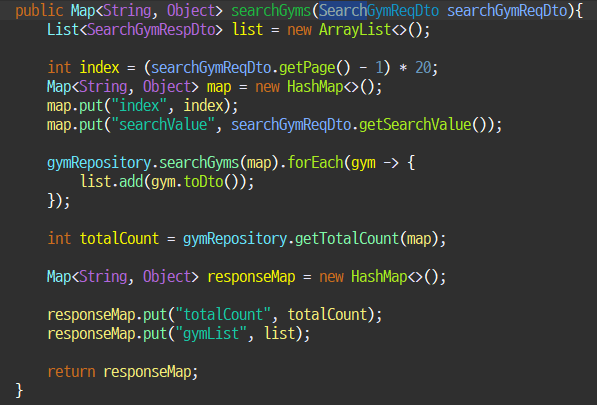 public Map<String, Object> searchGyms(SearchGymReqDto searchGymReqDto){
    List<SearchGymRespDto> list = new ArrayList<>();

    int index = (searchGymReqDto.getPage() - 1) * 20;
    Map<String, Object> map = new HashMap<>();
    map.put("index", index);
    map.put("searchValue", searchGymReqDto.getSearchValue());

    gymRepository.searchGyms(map).forEach(gym -> {
        list.add(gym.toDto());
    });

    int totalCount = gymRepository.getTotalCount(map);

    Map<String, Object> responseMap = new HashMap<>();

    responseMap.put("totalCount", totalCount);
    responseMap.put("gymList", list);

    return responseMap;
}